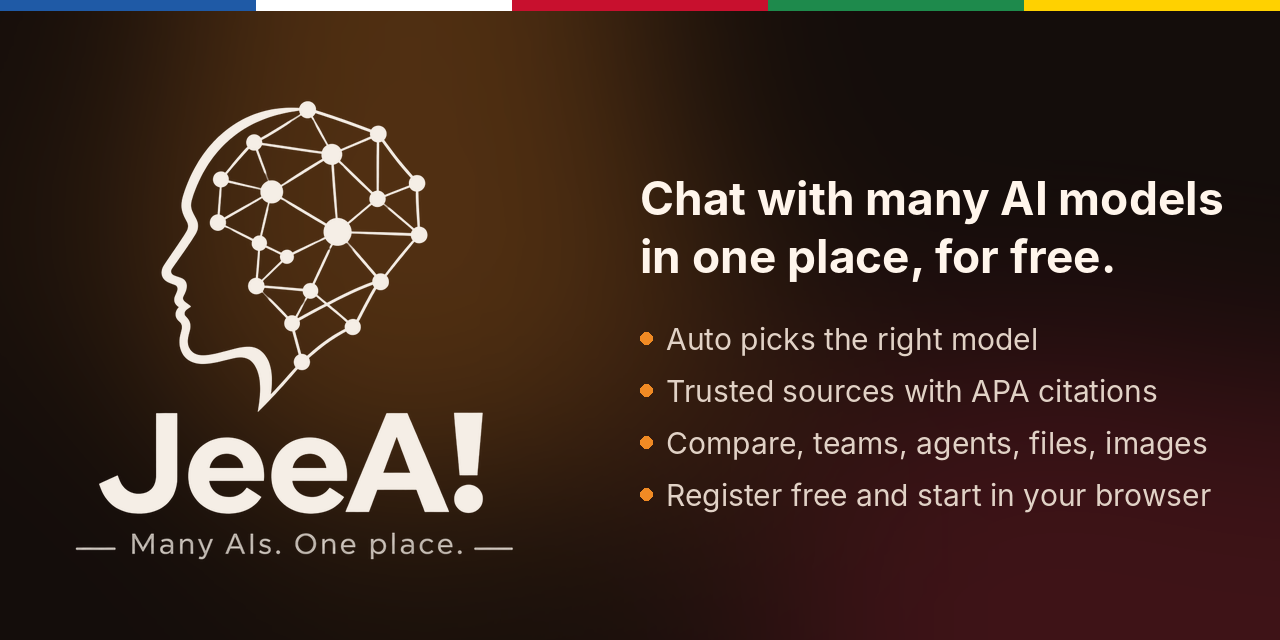 JeeA!
Many AIs. One place.
Chat with many AI models
in one place, for free.
Auto picks the right model
Trusted sources with APA citations
Compare, teams, agents, files, images
Register free and start in your browser